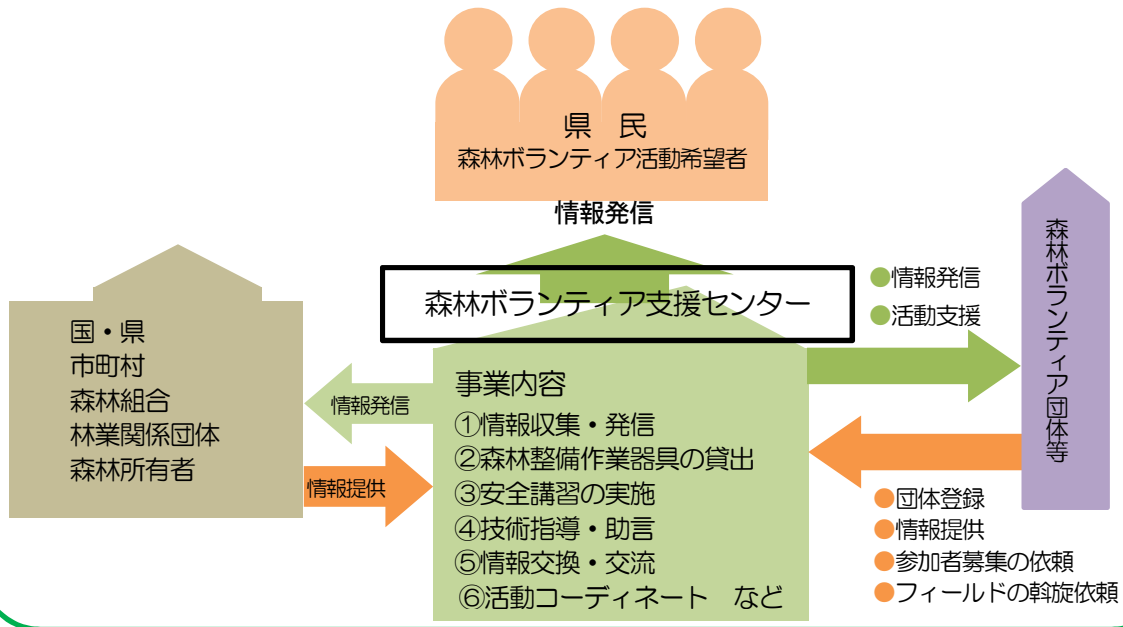 県　民
森林ボランティア活動希望者
情報発信
森林ボランティア支援センター
国・県
市町村
森林組合
林業関係団体
森林所有者
情報発信
情報提供
事業内容
①情報収集・発信
②森林整備作業器具の貸出
③安全講習の実施
④技術指導・助言
⑤情報交換・交流
⑥活動コーディネート　など
●情報発信
●活動支援
森林ボランティア団体等
●団体登録
●情報提供
●参加者募集の依頼
●フィールドの斡旋依頼